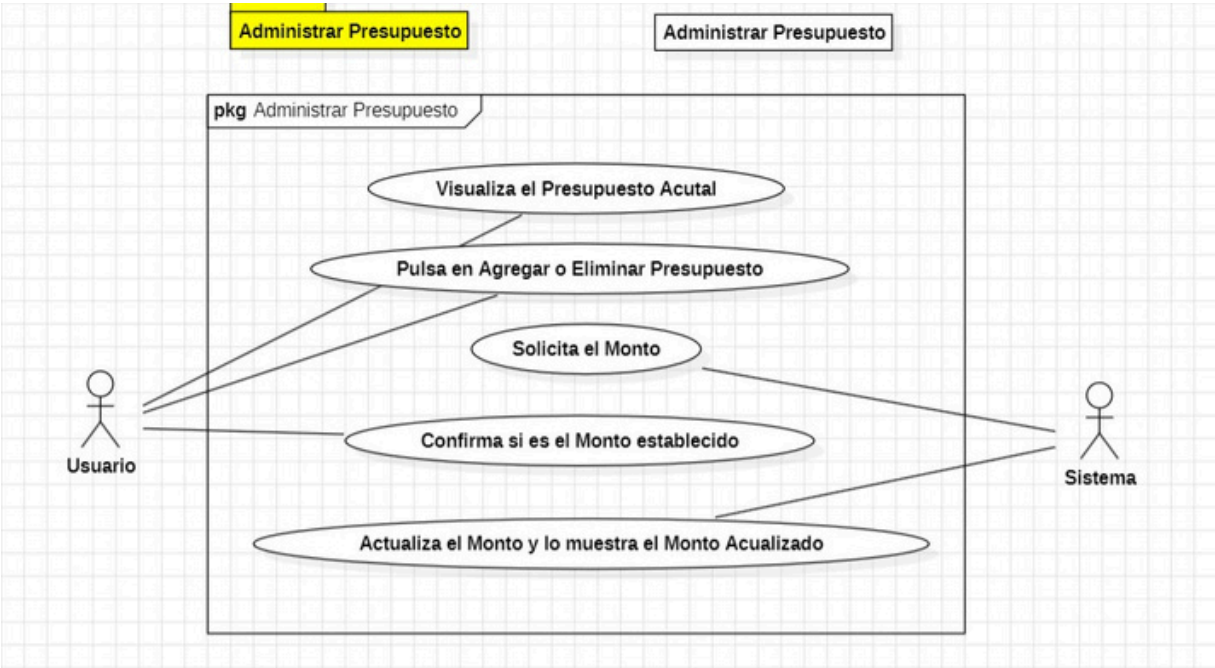 Administrar Presupuesto
Administrar Presupuesto
pkg Administrar Presupuesto
Visualiza el Presupuesto Acutal
Pulsa en Agregar o Eliminar Presupuesto
Solicita el Monto
Confirma si es el Monto establecido
Usuario
Sistema
Actualiza el Monto y lo muestra el Monto Acualizado